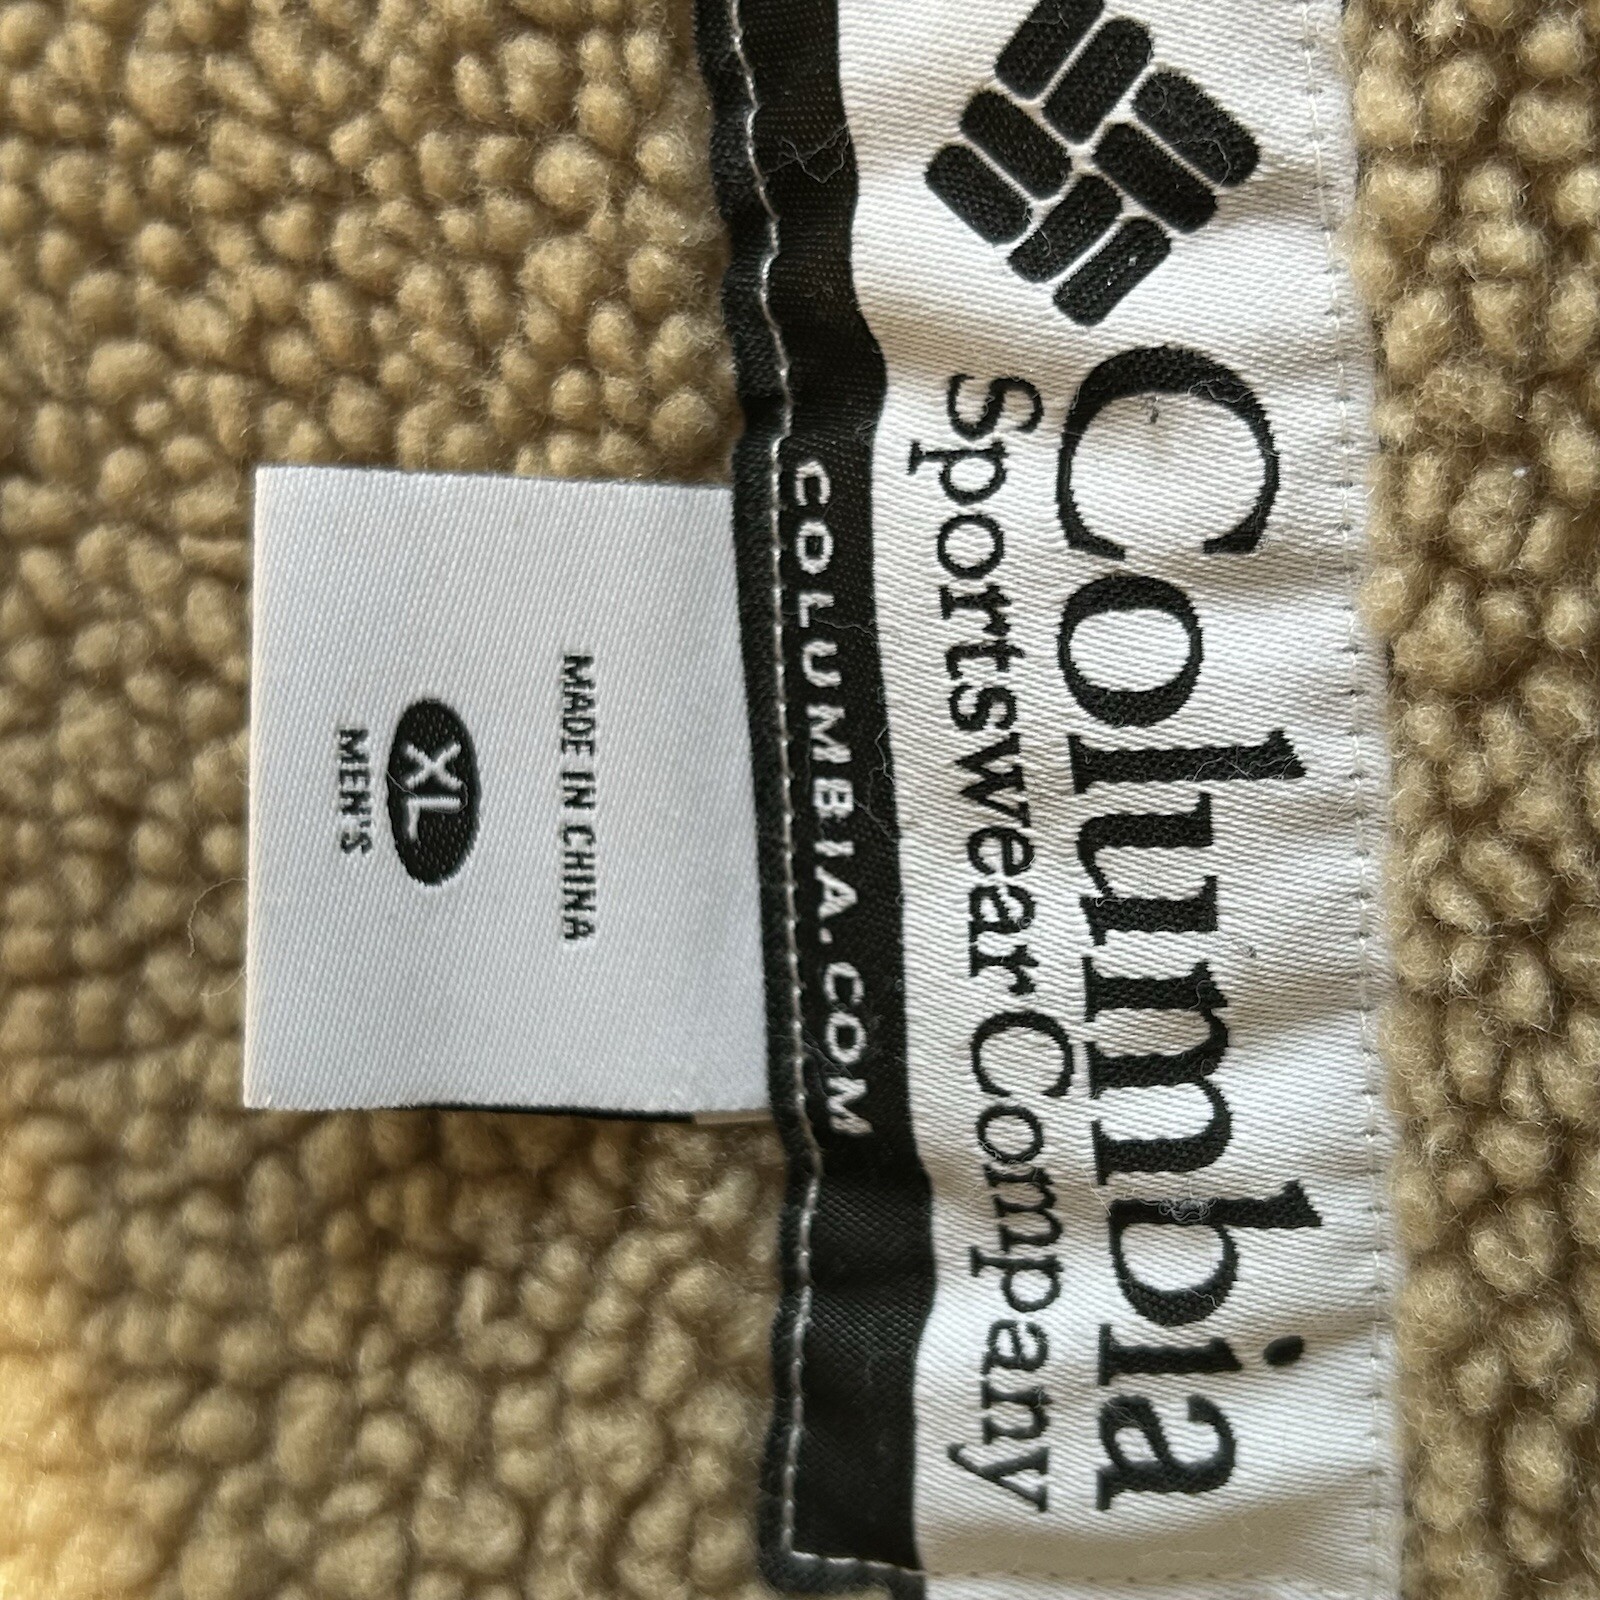 Columbia
Sportswear Company
COLUMBIA.COM
MADE IN CHINA
XL
MEN'S